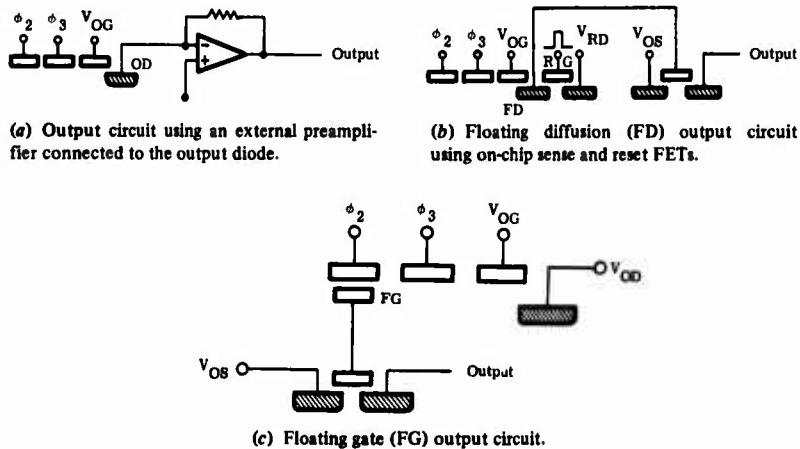 ϕ2 ϕ3 VOG
OD
Output
(a) Output circuit using an external preampli-
fier connected to the output diode.
ϕ2 ϕ3 VOG VRD VOS
RG
Output
FD
(b) Floating diffusion (FD) output circuit
using on-chip sense and reset FETs.
ϕ2 ϕ3 VOG
VOD
FG
VOS
Output
(c) Floating gate (FG) output circuit.